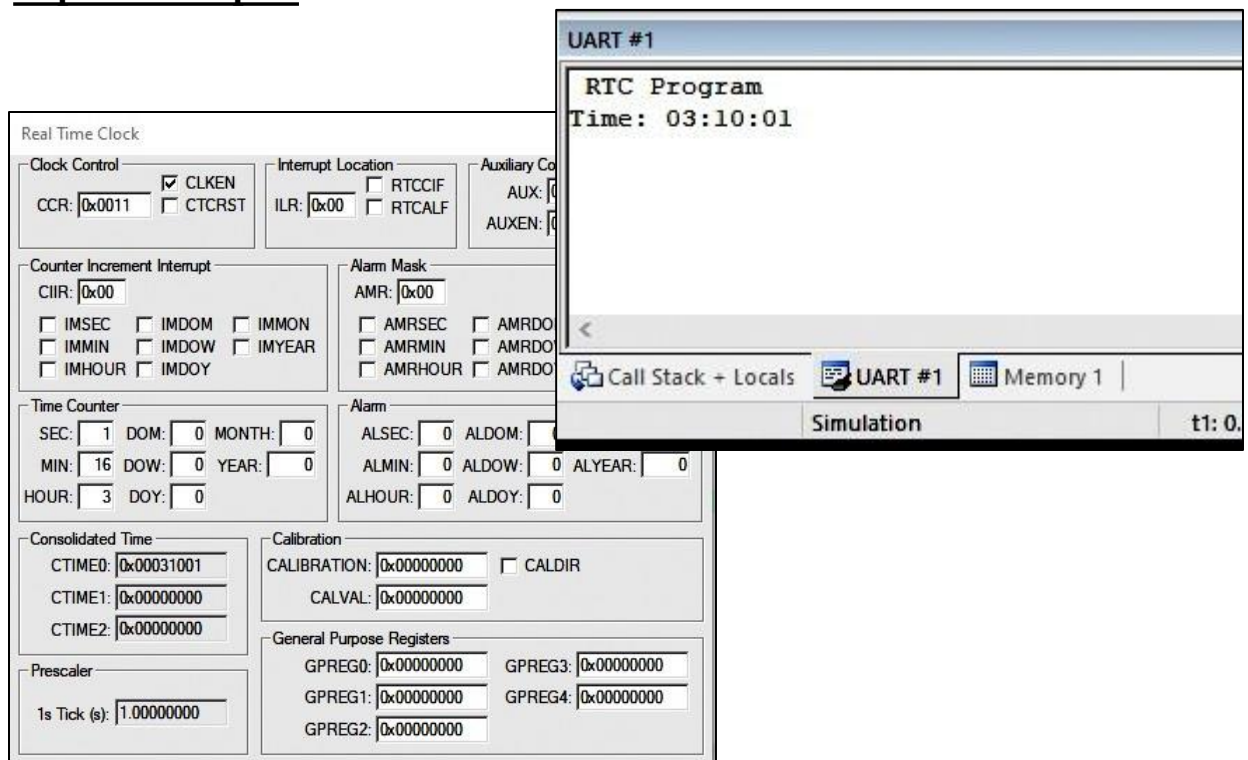 UART #1
RTC Program
Time: 03:10:01
Call Stack + Locals UART #1 Memory 1
Simulation t1: 0.
Real Time Clock
Clock Control
CCR: 0x0011
CLKEN
CTCRST
Interrupt Location
ILR: 0x00
RTCCIF
RTCALF
Auxiliary Co
AUX:
AUXEN:
Counter Increment Interrupt
CIIR: 0x00
IMSEC IMDOM IMMON
IMMIN IMDOW IMYEAR
IMHOUR IMDOY
Alarm Mask
AMR: 0x00
AMRSEC AMRDO
AMRMIN AMRDO
AMRHOUR AMRDO
Time Counter
SEC: 1 DOM: 0 MONTH: 0
MIN: 16 DOW: 0 YEAR: 0
HOUR: 3 DOY: 0
Alarm
ALSEC: 0 ALDOM:
ALMIN: 0 ALDOW: 0 ALYEAR: 0
ALHOUR: 0 ALDOY: 0
Consolidated Time
CTIME0: 0x00031001
CTIME1: 0x00000000
CTIME2: 0x00000000
Calibration
CALIBRATION: 0x00000000 CALDIR
CALVAL: 0x00000000
Prescaler
1s Tick (s): 1.00000000
General Purpose Registers
GPREG0: 0x00000000 GPREG3: 0x00000000
GPREG1: 0x00000000 GPREG4: 0x00000000
GPREG2: 0x00000000